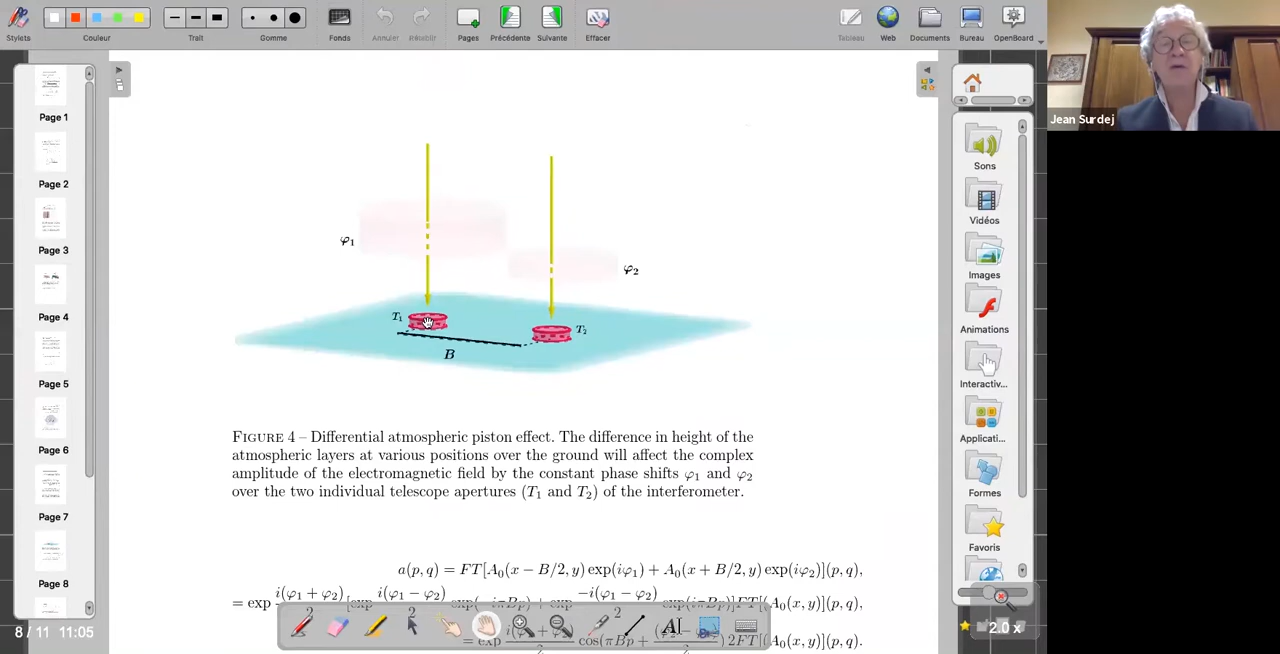 Stylets
Couleur
Trait
Gomme
Fonds
Annuler
Rétablir
Pages
Précédente
Suivante
Effacer
Tableau
Web
Documents
Bureau
OpenBoard
Jean Surdej
Page 1
Page 2
Page 3
Page 4
Page 5
Page 6
Page 7
Page 8
8 / 11 11:05
φ1
φ2
T1
T2
B
FIGURE 4 – Differential atmospheric piston effect. The difference in height of the
atmospheric layers at various positions over the ground will affect the complex
amplitude of the electromagnetic field by the constant phase shifts φ1 and φ2
over the two individual telescope apertures (T1 and T2) of the interferometer.
a(p, q) = FT[A0(x − B/2, y) exp(iφ1) + A0(x + B/2, y) exp(iφ2)](p, q),
Sons
Vidéos
Images
Animations
Interactiv...
Applicati...
Formes
Favoris
2.0 x